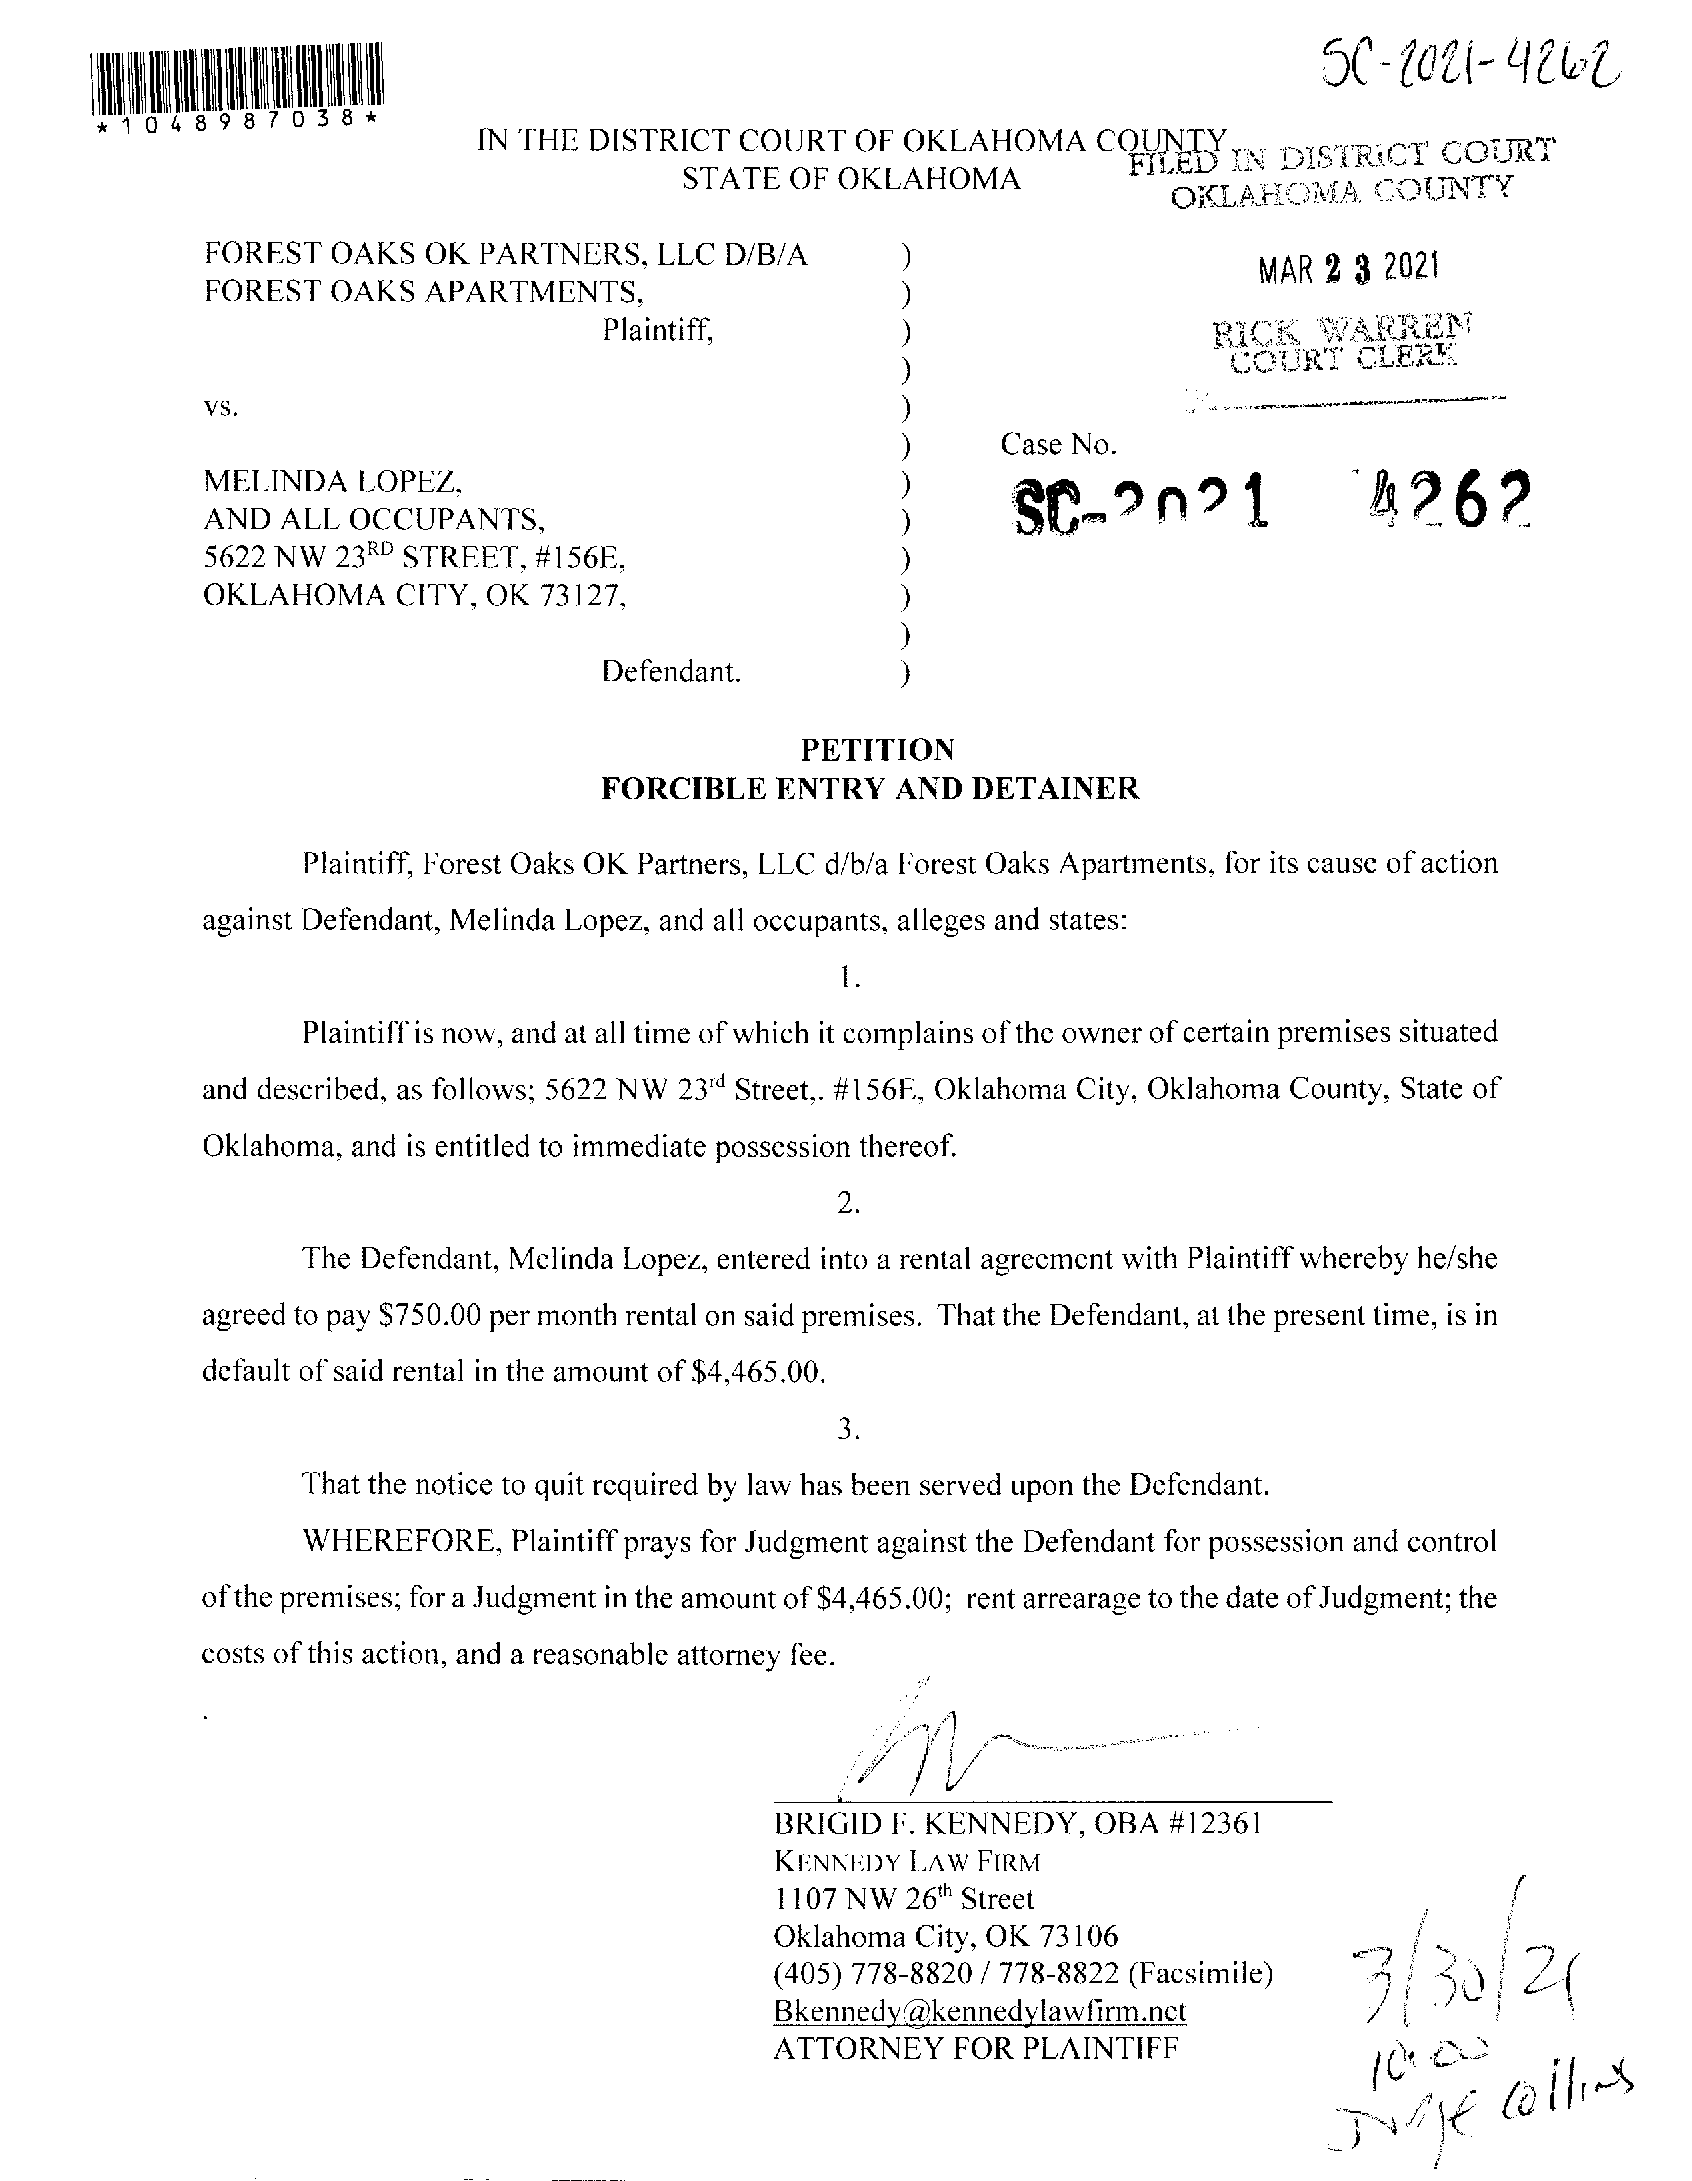 SC-2021-4262
*1048987038*
IN THE DISTRICT COURT OF OKLAHOMA COUNTY
STATE OF OKLAHOMA
FILED IN DISTRICT COURT
OKLAHOMA COUNTY
MAR 23 2021
RICK WARREN
COURT CLERK
FOREST OAKS OK PARTNERS, LLC D/B/A )
FOREST OAKS APARTMENTS, )
Plaintiff, )
)
vs. )
) Case No.
MELINDA LOPEZ, ) SC-2021 4262
AND ALL OCCUPANTS, )
5622 NW 23RD STREET, #156E, )
OKLAHOMA CITY, OK 73127, )
)
Defendant. )
PETITION
FORCIBLE ENTRY AND DETAINER
Plaintiff, Forest Oaks OK Partners, LLC d/b/a Forest Oaks Apartments, for its cause of action
against Defendant, Melinda Lopez, and all occupants, alleges and states:
1.
Plaintiff is now, and at all time of which it complains of the owner of certain premises situated
and described, as follows; 5622 NW 23rd Street,. #156E, Oklahoma City, Oklahoma County, State of
Oklahoma, and is entitled to immediate possession thereof.
2.
The Defendant, Melinda Lopez, entered into a rental agreement with Plaintiff whereby he/she
agreed to pay $750.00 per month rental on said premises. That the Defendant, at the present time, is in
default of said rental in the amount of $4,465.00.
3.
That the notice to quit required by law has been served upon the Defendant.
WHEREFORE, Plaintiff prays for Judgment against the Defendant for possession and control
of the premises; for a Judgment in the amount of $4,465.00; rent arrearage to the date of Judgment; the
costs of this action, and a reasonable attorney fee.
BRIGID F. KENNEDY, OBA #12361
KENNEDY LAW FIRM
1107 NW 26th Street
Oklahoma City, OK 73106
(405) 778-8820 / 778-8822 (Facsimile)
Bkennedy@kennedylawfirm.net
ATTORNEY FOR PLAINTIFF
3/30/21
10:00
Judge Collins